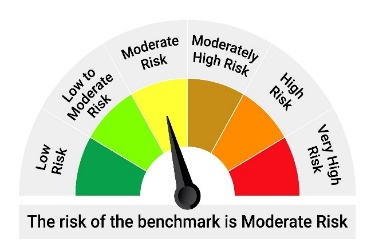 Low
Risk
Low to
Moderate
Risk
Moderate
Risk
Moderately
High Risk
High
Risk
Very High
Risk
The risk of the benchmark is Moderate Risk